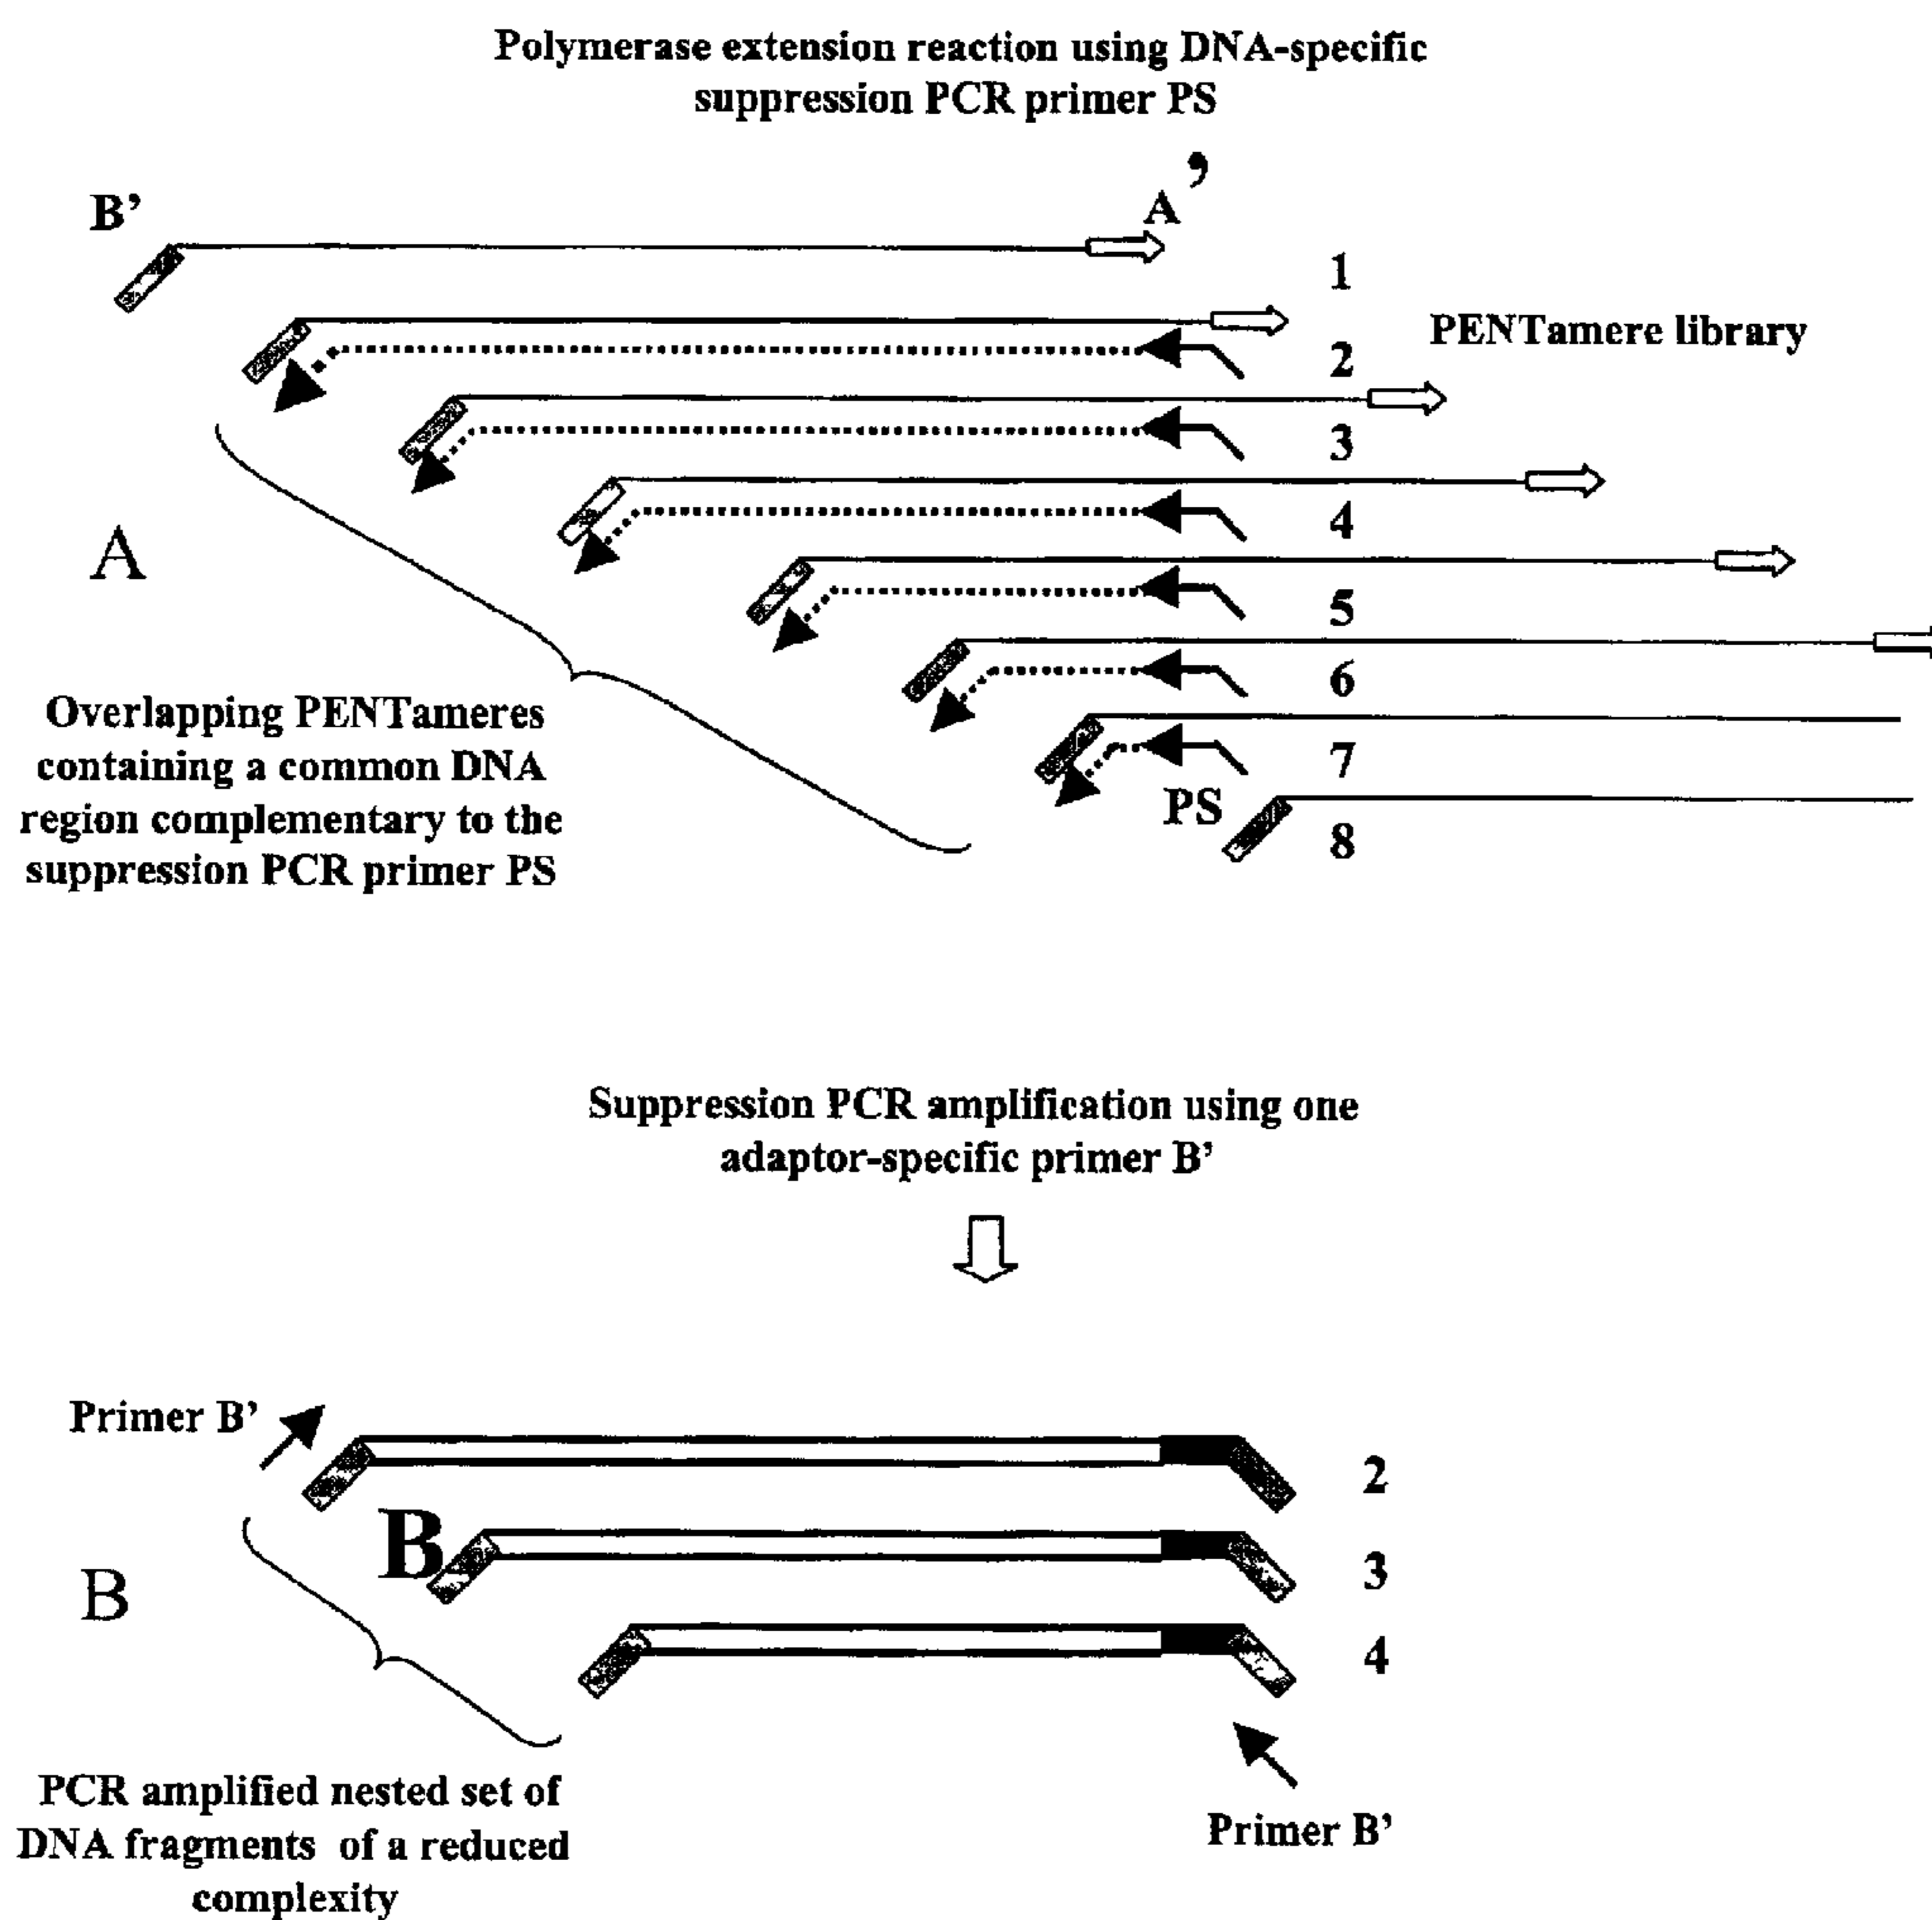 Polymerase extension reaction using DNA-specific
suppression PCR primer PS
B’
A’
1
PENTamere library
2
3
4
A
5
6
Overlapping PENTameres
containing a common DNA
region complementary to the
suppression PCR primer PS
7
PS
8
Suppression PCR amplification using one
adaptor-specific primer B’
Primer B’
2
B
3
B
4
Primer B’
PCR amplified nested set of
DNA fragments of a reduced
complexity